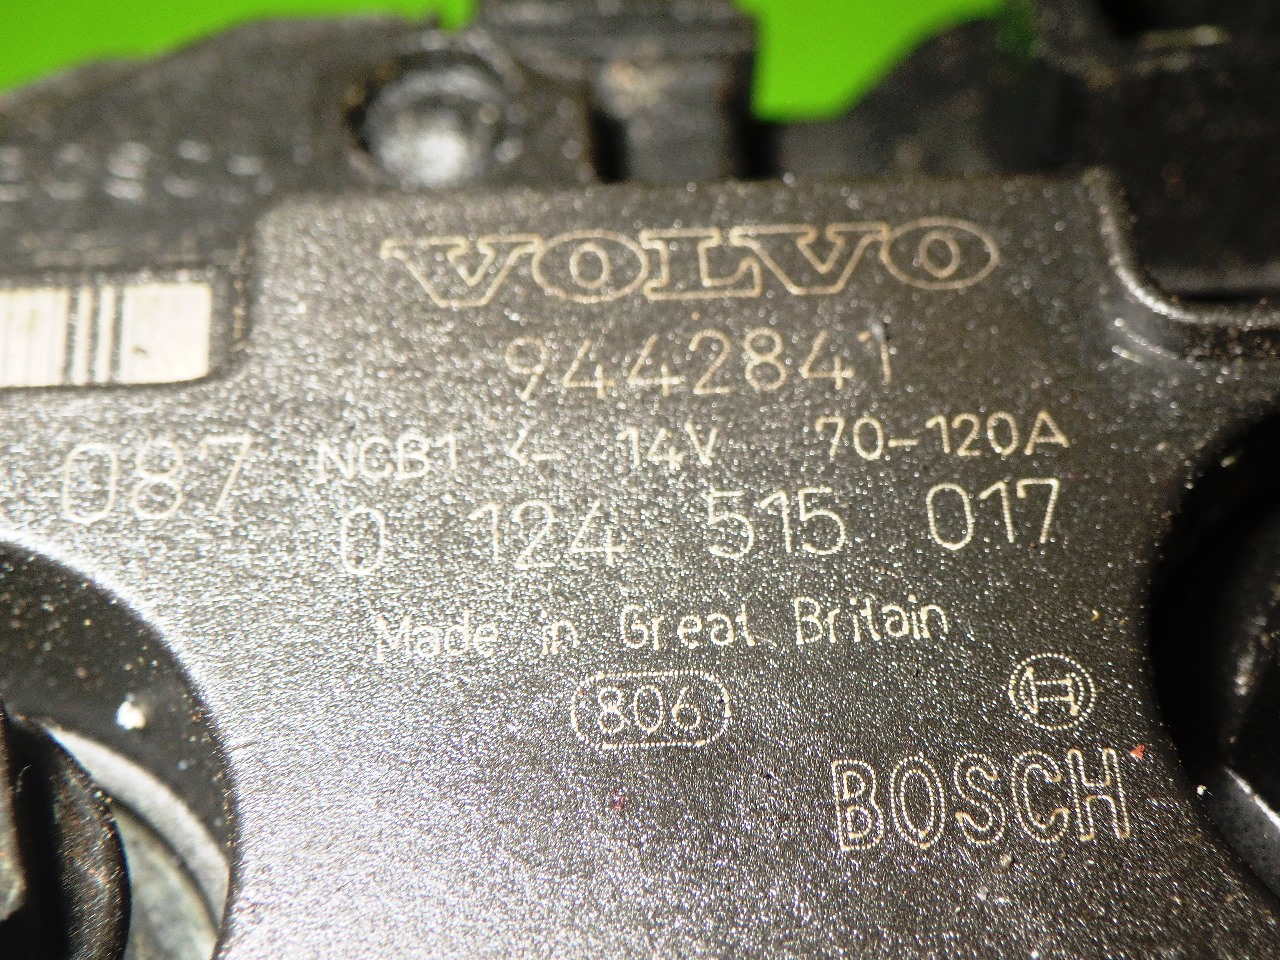 VOLVO
9442841
087 NCB1 <- 14V 70-120A
0 124 515 017
Made in Great Britain
806
BOSCH